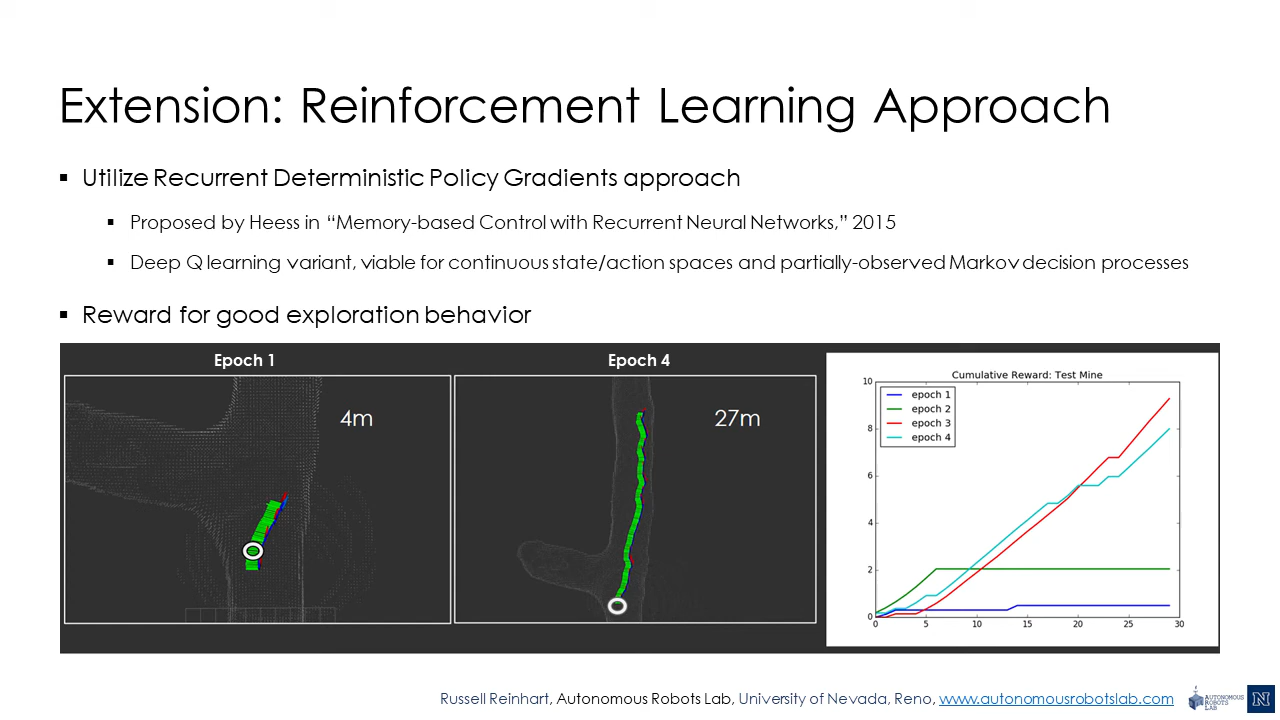 Extension: Reinforcement Learning Approach
▪ Utilize Recurrent Deterministic Policy Gradients approach
▪ Proposed by Heess in “Memory-based Control with Recurrent Neural Networks,” 2015
▪ Deep Q learning variant, viable for continuous state/action spaces and partially-observed Markov decision processes
▪ Reward for good exploration behavior
Epoch 1
4m
Epoch 4
27m
Cumulative Reward: Test Mine
epoch 1
epoch 2
epoch 3
epoch 4
10
8
6
4
2
0
0 5 10 15 20 25 30
Russell Reinhart, Autonomous Robots Lab, University of Nevada, Reno, www.autonomousrobotslab.com
AUTONOMOUS
ROBOTS
LAB
N